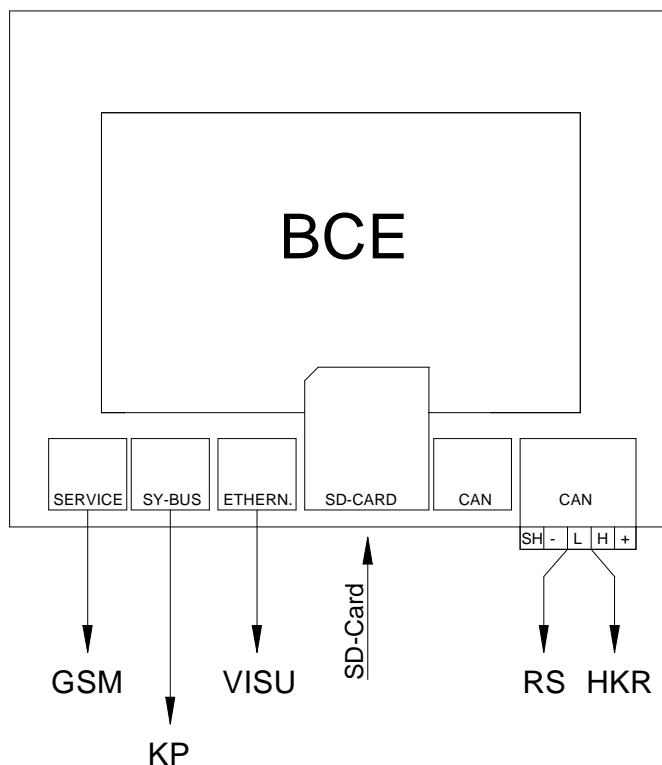 BCE
SERVICE SY-BUS ETHERN. SD-CARD CAN CAN
SH - L H +
SD-Card
GSM VISU RS HKR
KP